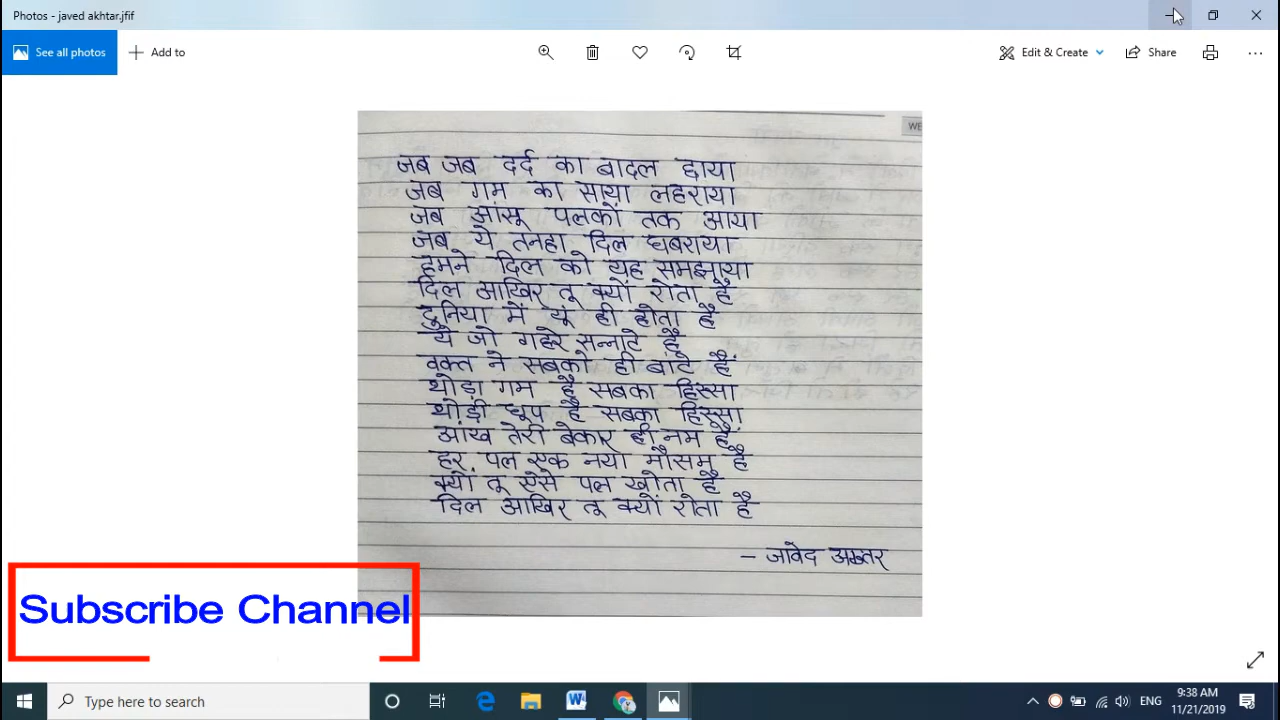 Photos - javed akhtar.jfif
See all photos
Add to
Edit & Create
Share
WE
जब जब दर्द का बादल छाया
जब गम का साया लहराया
जब आंसू पलकों तक आया
जब ये तनहा दिल घबराया
हमने दिल को यह समझाया
दिल आखिर तू क्यों रोता है
दुनिया में यूं ही होता है
ये जो गहरे सन्नाटे है
वक्त ने सबको ही बांटे हैं
थोड़ा गम है सबका हिस्सा
थोड़ी धूप है सबका हिस्सा
आंख तेरी बेकार ही नम है
हर पल एक नया मौसम है
क्यों तू ऐसे पल खोता है
दिल आखिर तू क्यों रोता है
– जावेद अख्तर
Subscribe Channel
Type here to search
ENG
9:38 AM
11/21/2019